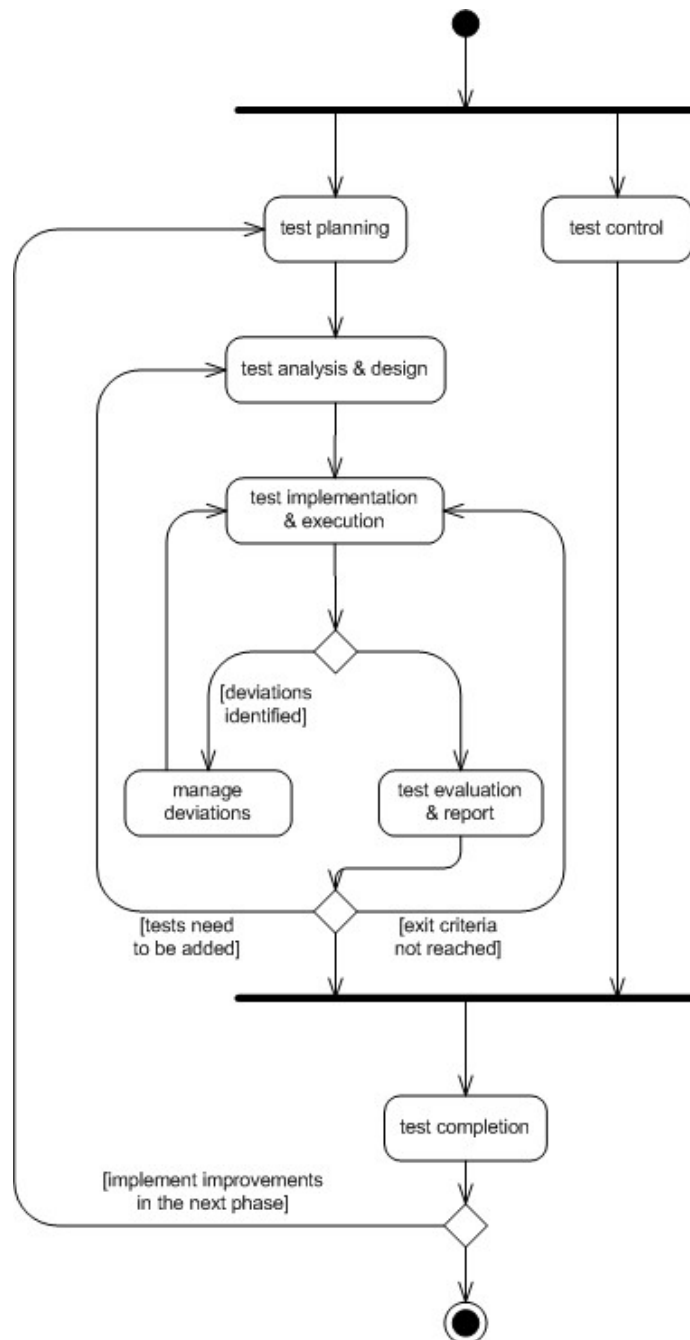 test planning
test control
test analysis & design
test implementation
& execution
[deviations
identified]
manage
deviations
test evaluation
& report
[tests need
to be added]
[exit criteria
not reached]
test completion
[implement improvements
in the next phase]